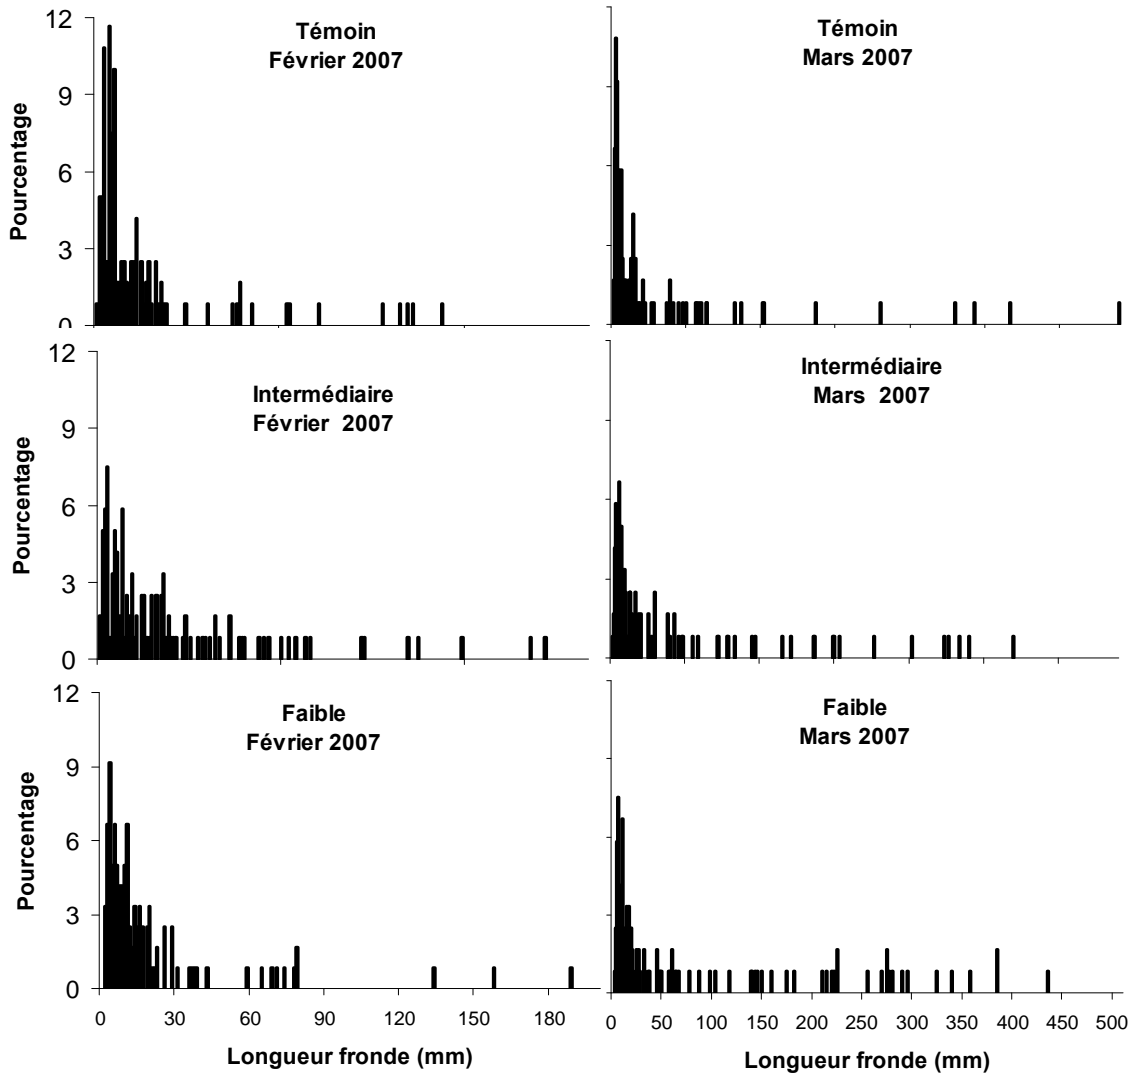 Témoin
Février 2007
12
9
6
3
0
Pourcentage
Témoin
Mars 2007
Intermédiaire
Février 2007
12
9
6
3
0
Pourcentage
Intermédiaire
Mars 2007
Faible
Février 2007
12
9
6
3
0
Pourcentage
0 30 60 90 120 150 180
Longueur fronde (mm)
Faible
Mars 2007
0 50 100 150 200 250 300 350 400 450 500
Longueur fronde (mm)